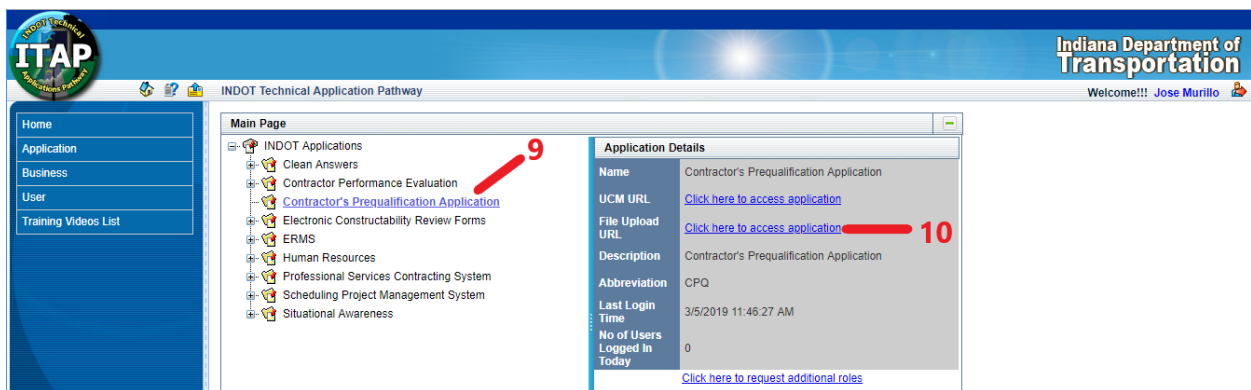 INDOT Technical
ITAP
Applications Pathway
Indiana Department of
Transportation
INDOT Technical Application Pathway
Welcome!!! Jose Murillo
Home
Application
Business
User
Training Videos List
Main Page
INDOT Applications
Clean Answers
Contractor Performance Evaluation
Contractor's Prequalification Application
Electronic Constructability Review Forms
ERMS
Human Resources
Professional Services Contracting System
Scheduling Project Management System
Situational Awareness
9
Application Details
Name Contractor's Prequalification Application
UCM URL Click here to access application
File Upload
URL Click here to access application
10
Description Contractor's Prequalification Application
Abbreviation CPQ
Last Login
Time 3/5/2019 11:46:27 AM
No of Users
Logged In
Today 0
Click here to request additional roles